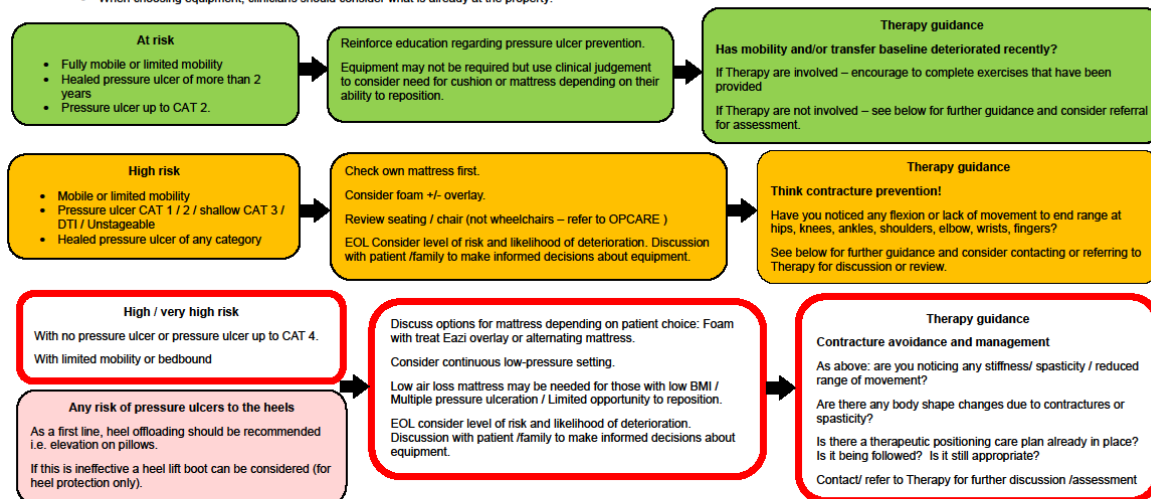 When choosing equipment, clinicians should consider what is already at the property.
At risk
• Fully mobile or limited mobility
• Healed pressure ulcer of more than 2
years
• Pressure ulcer up to CAT 2.
Reinforce education regarding pressure ulcer prevention.
Equipment may not be required but use clinical judgement
to consider need for cushion or mattress depending on their
ability to reposition.
Therapy guidance
Has mobility and/or transfer baseline deteriorated recently?
If Therapy are involved – encourage to complete exercises that have been
provided
If Therapy are not involved – see below for further guidance and consider referral
for assessment.
High risk
• Mobile or limited mobility
• Pressure ulcer CAT 1 / 2 / shallow CAT 3 /
DTI / Unstageable
• Healed pressure ulcer of any category
Check own mattress first.
Consider foam +/- overlay.
Review seating / chair (not wheelchairs – refer to OPCARE )
EOL Consider level of risk and likelihood of deterioration. Discussion
with patient /family to make informed decisions about equipment.
Therapy guidance
Think contracture prevention!
Have you noticed any flexion or lack of movement to end range at
hips, knees, ankles, shoulders, elbow, wrists, fingers?
See below for further guidance and consider contacting or referring to
Therapy for discussion or review.
High / very high risk
With no pressure ulcer or pressure ulcer up to CAT 4.
With limited mobility or bedbound
Any risk of pressure ulcers to the heels
As a first line, heel offloading should be recommended
i.e. elevation on pillows.
If this is ineffective a heel lift boot can be considered (for
heel protection only).
Discuss options for mattress depending on patient choice: Foam
with treat Eazi overlay or alternating mattress.
Consider continuous low-pressure setting.
Low air loss mattress may be needed for those with low BMI /
Multiple pressure ulceration / Limited opportunity to reposition.
EOL consider level of risk and likelihood of deterioration.
Discussion with patient /family to make informed decisions about
equipment.
Therapy guidance
Contracture avoidance and management
As above: are you noticing any stiffness/ spasticity / reduced
range of movement?
Are there any body shape changes due to contractures or
spasticity?
Is there a therapeutic positioning care plan already in place?
Is it being followed? Is it still appropriate?
Contact/ refer to Therapy for further discussion /assessment